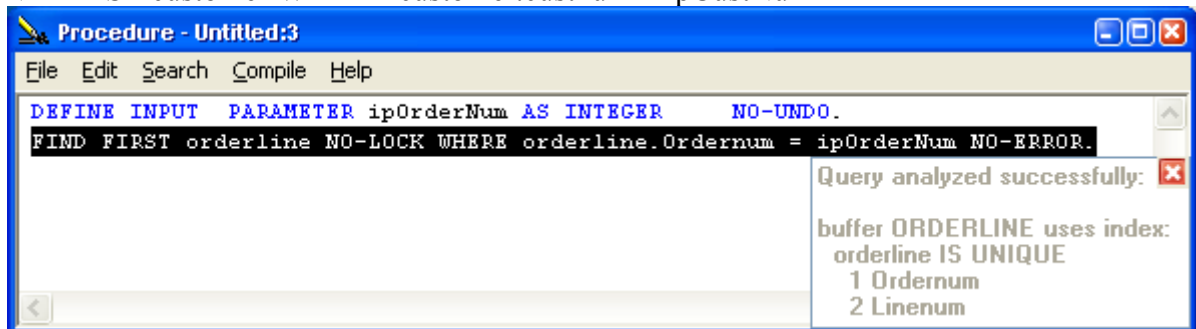 Procedure - Untitled:3
File Edit Search Compile Help
DEFINE INPUT PARAMETER ipOrderNum AS INTEGER NO-UNDO.
FIND FIRST orderline NO-LOCK WHERE orderline.Ordernum = ipOrderNum NO-ERROR.
Query analyzed successfully:
buffer ORDERLINE uses index:
orderline IS UNIQUE
1 Ordernum
2 Linenum